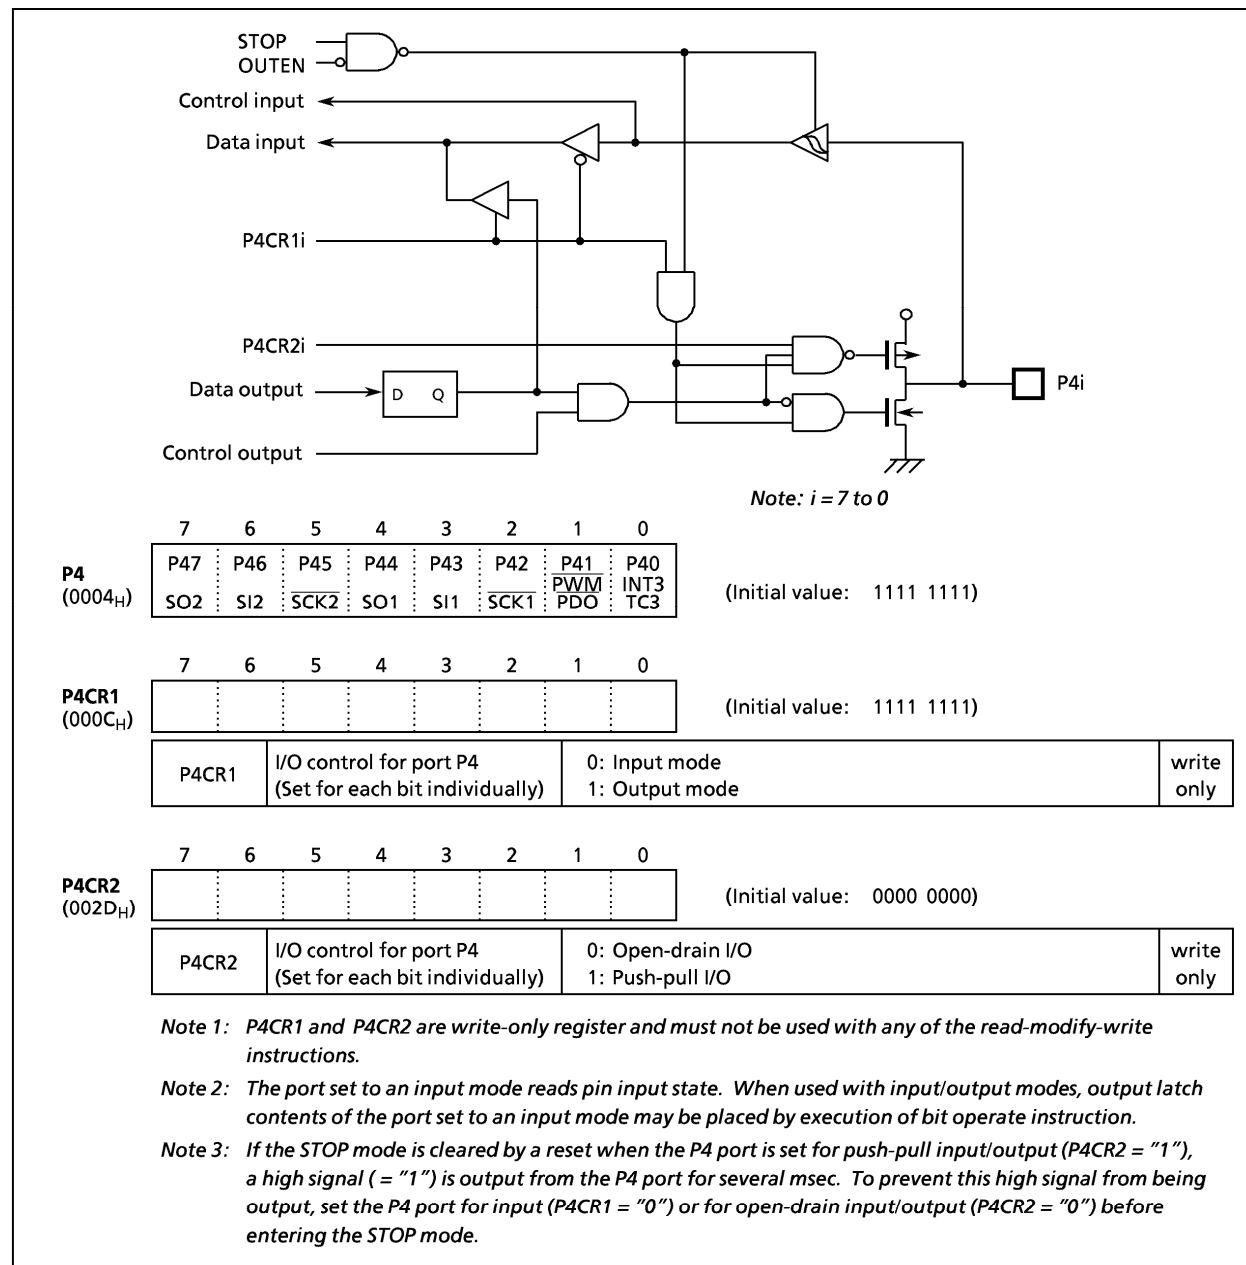 STOP
OUTEN
Control input
Data input
P4CR1i
P4CR2i
Data output
D Q
P4i
Control output
Note: i = 7 to 0
7 6 5 4 3 2 1 0
P4
(0004H)
P47 P46 P45 P44 P43 P42 P41 P40
PWM INT3
SO2 SI2 SCK2 SO1 SI1 SCK1 PDO TC3
(Initial value: 1111 1111)
7 6 5 4 3 2 1 0
P4CR1
(000CH)
(Initial value: 1111 1111)
P4CR1
I/O control for port P4
(Set for each bit individually)
0: Input mode
1: Output mode
write
only
7 6 5 4 3 2 1 0
P4CR2
(002DH)
(Initial value: 0000 0000)
P4CR2
I/O control for port P4
(Set for each bit individually)
0: Open-drain I/O
1: Push-pull I/O
write
only
Note 1: P4CR1 and P4CR2 are write-only register and must not be used with any of the read-modify-write
instructions.
Note 2: The port set to an input mode reads pin input state. When used with input/output modes, output latch
contents of the port set to an input mode may be placed by execution of bit operate instruction.
Note 3: If the STOP mode is cleared by a reset when the P4 port is set for push-pull input/output (P4CR2 = "1"),
a high signal ( = "1") is output from the P4 port for several msec. To prevent this high signal from being
output, set the P4 port for input (P4CR1 = "0") or for open-drain input/output (P4CR2 = "0") before
entering the STOP mode.